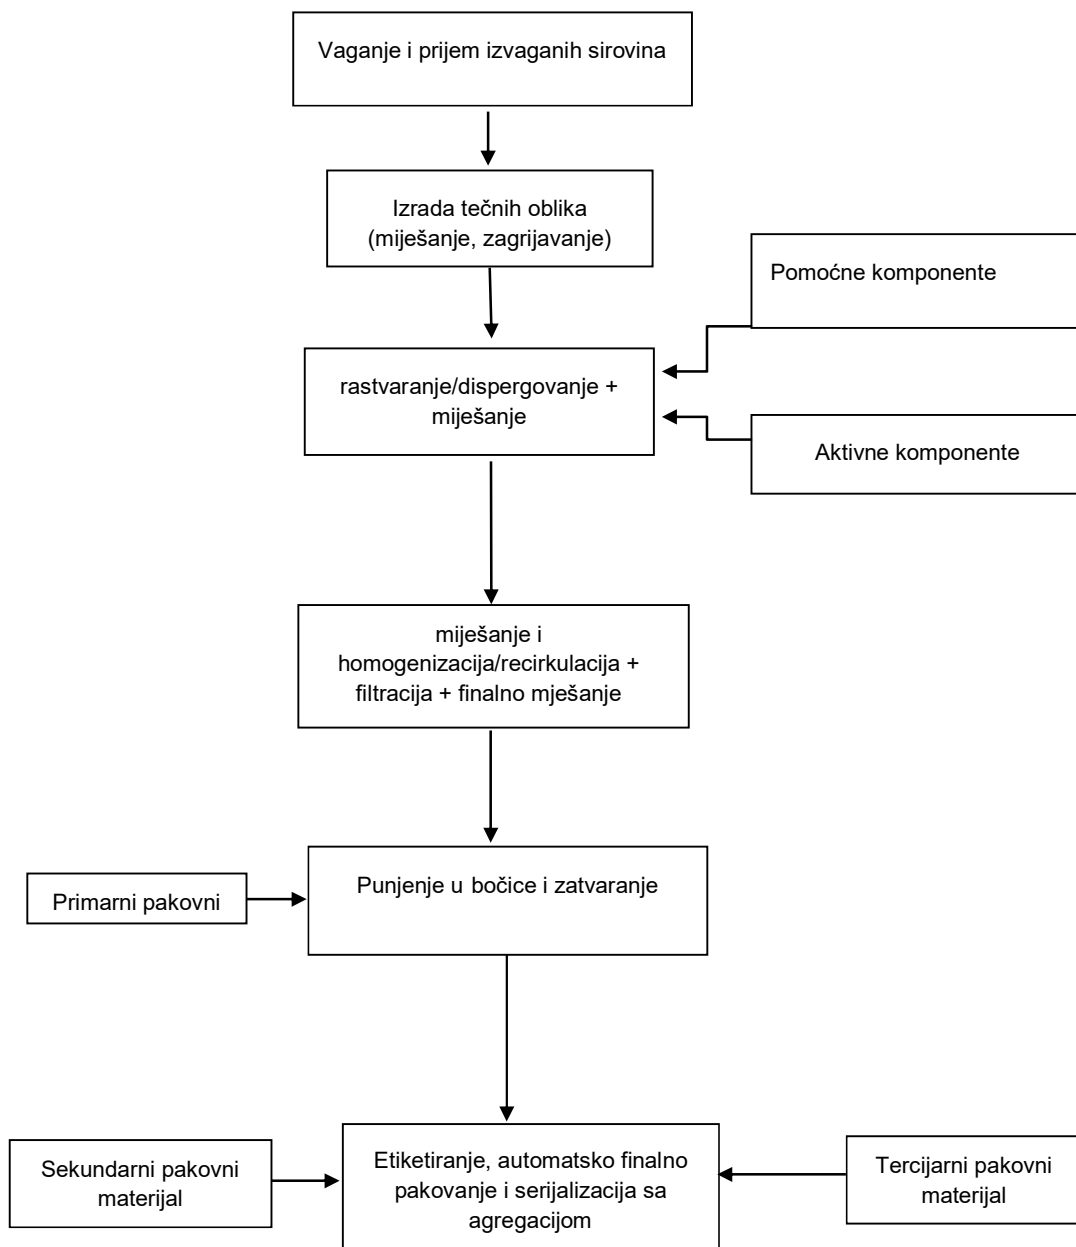 Vaganje i prijem izvaganih sirovina
Izrada tečnih oblika
(miješanje, zagrijavanje)
Pomoćne komponente
rastvaranje/dispergovanje +
miješanje
Aktivne komponente
miješanje i
homogenizacija/recirkulacija +
filtracija + finalno mješanje
Punjenje u bočice i zatvaranje
Primarni pakovni
Sekundarni pakovni
materijal
Etiketiranje, automatsko finalno
pakovanje i serijalizacija sa
agregacijom
Tercijarni pakovni
materijal